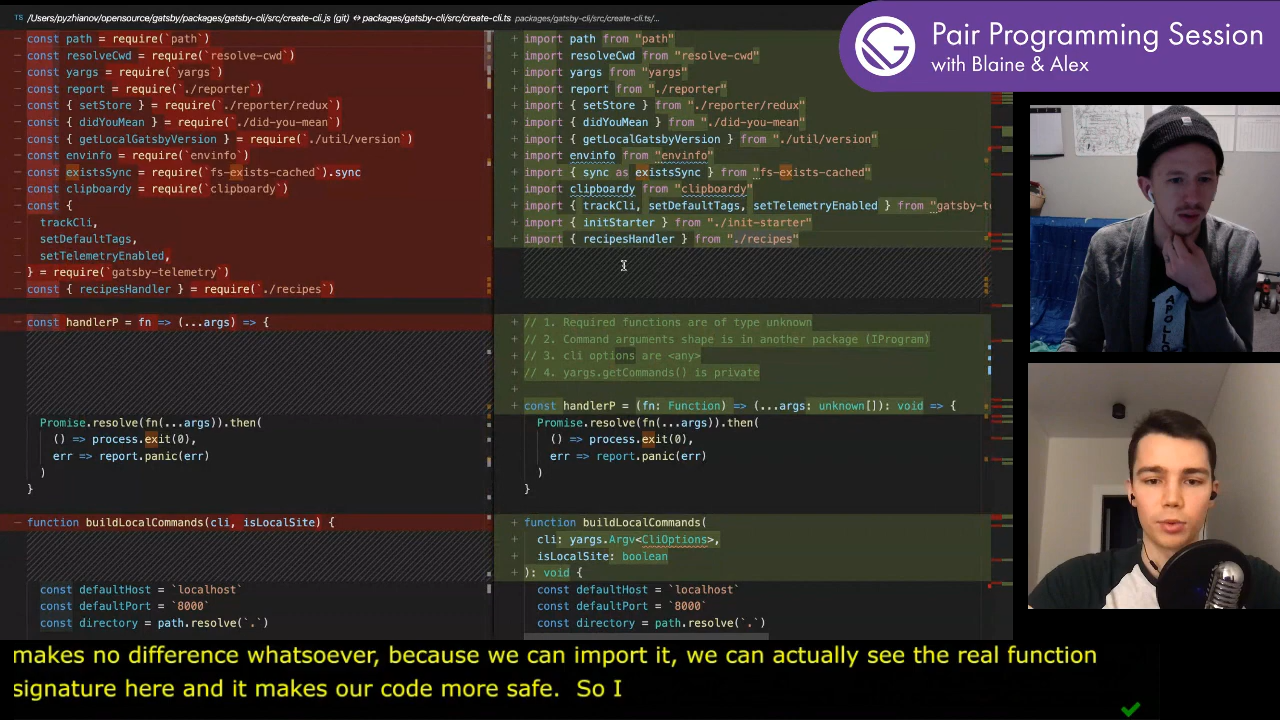 TS /Users/pyzhianov/opensource/gatsby/packages/gatsby-cli/src/create-cli.js (git) ↔ packages/gatsby-cli/src/create-cli.ts packages/gatsby-cli/src/create-cli.ts/...
Pair Programming Session
with Blaine & Alex
− const path = require(`path`)
− const resolveCwd = require(`resolve-cwd`)
− const yargs = require(`yargs`)
− const report = require(`./reporter`)
− const { setStore } = require(`./reporter/redux`)
− const { didYouMean } = require(`./did-you-mean`)
− const { getLocalGatsbyVersion } = require(`./util/version`)
− const envinfo = require(`envinfo`)
− const existsSync = require(`fs-exists-cached`).sync
− const clipboardy = require(`clipboardy`)
− const {
− trackCli,
− setDefaultTags,
− setTelemetryEnabled,
− } = require(`gatsby-telemetry`)
− const { recipesHandler } = require(`./recipes`)
− const handlerP = fn => (...args) => {
Promise.resolve(fn(...args)).then(
() => process.exit(0),
err => report.panic(err)
)
}
− function buildLocalCommands(cli, isLocalSite) {
const defaultHost = `localhost`
const defaultPort = `8000`
const directory = path.resolve(`.`)
+ import path from "path"
+ import resolveCwd from "resolve-cwd"
+ import yargs from "yargs"
+ import report from "./reporter"
+ import { setStore } from "./reporter/redux"
+ import { didYouMean } from "./did-you-mean"
+ import { getLocalGatsbyVersion } from "./util/version"
+ import envinfo from "envinfo"
+ import { sync as existsSync } from "fs-exists-cached"
+ import clipboardy from "clipboardy"
+ import { trackCli, setDefaultTags, setTelemetryEnabled } from "gatsby-te
+ import { initStarter } from "./init-starter"
+ import { recipesHandler } from "./recipes"
+ // 1. Required functions are of type unknown
+ // 2. Command arguments shape is in another package (IProgram)
+ // 3. cli options are <any>
+ // 4. yargs.getCommands() is private
+
+ const handlerP = (fn: Function) => (...args: unknown[]): void => {
Promise.resolve(fn(...args)).then(
() => process.exit(0),
err => report.panic(err)
)
}
+ function buildLocalCommands(
+ cli: yargs.Argv<CliOptions>,
+ isLocalSite: boolean
+ ): void {
const defaultHost = `localhost`
const defaultPort = `8000`
const directory = path.resolve(`.`)
makes no difference whatsoever, because we can import it, we can actually see the real function
signature here and it makes our code more safe. So I